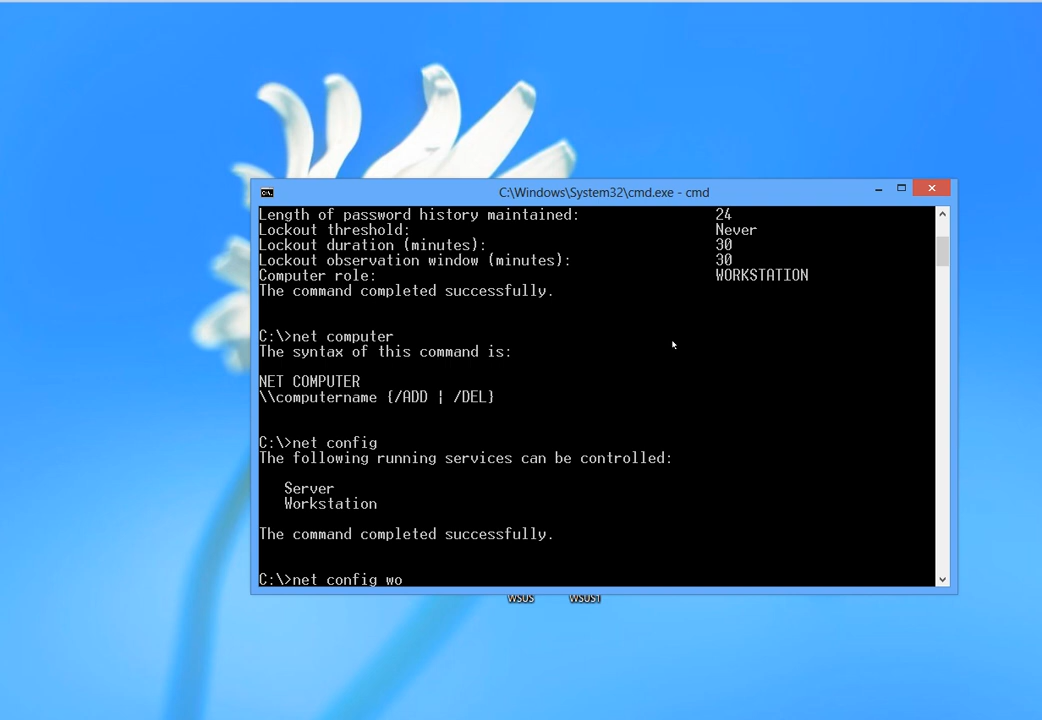 C:\Windows\System32\cmd.exe - cmd
Length of password history maintained: 24
Lockout threshold: Never
Lockout duration (minutes): 30
Lockout observation window (minutes): 30
Computer role: WORKSTATION
The command completed successfully.
C:\>net computer
The syntax of this command is:
NET COMPUTER
\\computername {/ADD | /DEL}
C:\>net config
The following running services can be controlled:
Server
Workstation
The command completed successfully.
C:\>net config wo
WSUS WSUS1